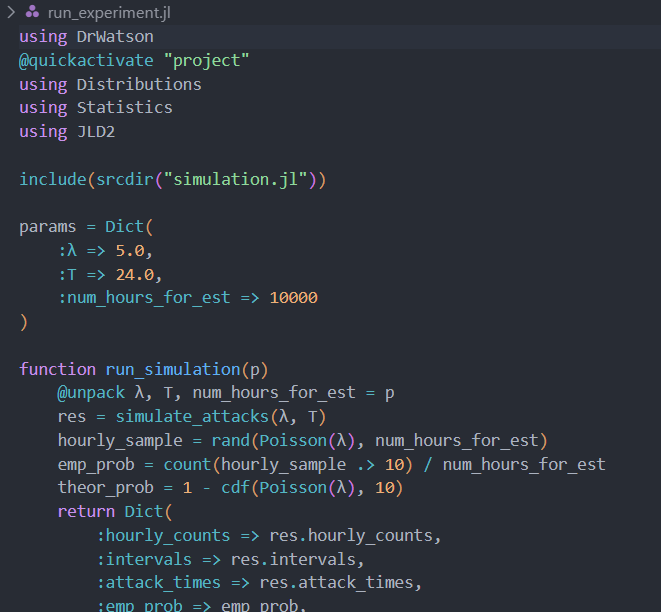 run_experiment.jl
using DrWatson
@quickactivate "project"
using Distributions
using Statistics
using JLD2
include(srcdir("simulation.jl"))
params = Dict(
    :λ => 5.0,
    :T => 24.0,
    :num_hours_for_est => 10000
)
function run_simulation(p)
    @unpack λ, T, num_hours_for_est = p
    res = simulate_attacks(λ, T)
    hourly_sample = rand(Poisson(λ), num_hours_for_est)
    emp_prob = count(hourly_sample .> 10) / num_hours_for_est
    theor_prob = 1 - cdf(Poisson(λ), 10)
    return Dict(
        :hourly_counts => res.hourly_counts,
        :intervals => res.intervals,
        :attack_times => res.attack_times,
        :emp_prob => emp_prob,